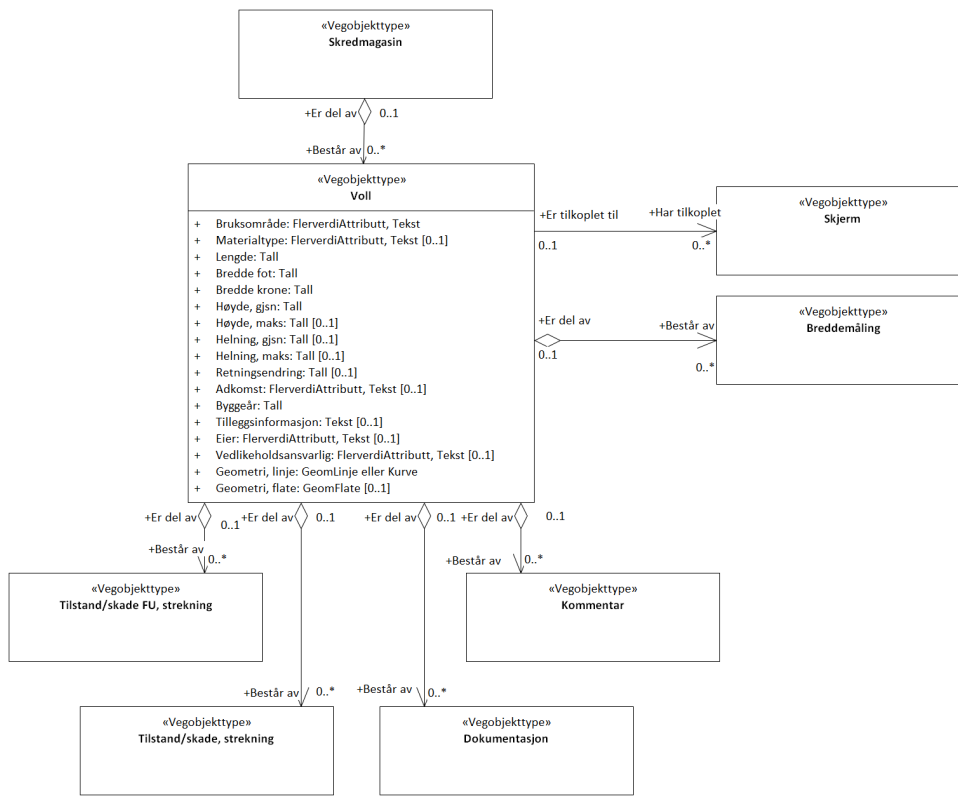 «Vegobjekttype»
Skredmagasin
+Er del av 0..1
+Består av 0..*
«Vegobjekttype»
Voll
+ Bruksområde: FlerverdiAttributt, Tekst
+ Materialtype: FlerverdiAttributt, Tekst [0..1]
+ Lengde: Tall
+ Bredde fot: Tall
+ Bredde krone: Tall
+ Høyde, gjsn: Tall
+ Høyde, maks: Tall [0..1]
+ Helning, gjsn: Tall [0..1]
+ Helning, maks: Tall [0..1]
+ Retningsendring: Tall [0..1]
+ Adkomst: FlerverdiAttributt, Tekst [0..1]
+ Byggeår: Tall
+ Tilleggsinformasjon: Tekst [0..1]
+ Eier: FlerverdiAttributt, Tekst [0..1]
+ Vedlikeholdsansvarlig: FlerverdiAttributt, Tekst [0..1]
+ Geometri, linje: GeomLinje eller Kurve
+ Geometri, flate: GeomFlate [0..1]
+Er tilkoplet til +Har tilkoplet
0..1 0..*
«Vegobjekttype»
Skjerm
+Er del av +Består av
0..1 0..*
«Vegobjekttype»
Breddemåling
+Er del av 0..1 +Er del av 0..1 +Er del av 0..1 +Er del av 0..1
+Består av 0..*
+Består av 0..*
«Vegobjekttype»
Tilstand/skade FU, strekning
«Vegobjekttype»
Kommentar
+Består av 0..*
+Består av 0..*
«Vegobjekttype»
Tilstand/skade, strekning
«Vegobjekttype»
Dokumentasjon